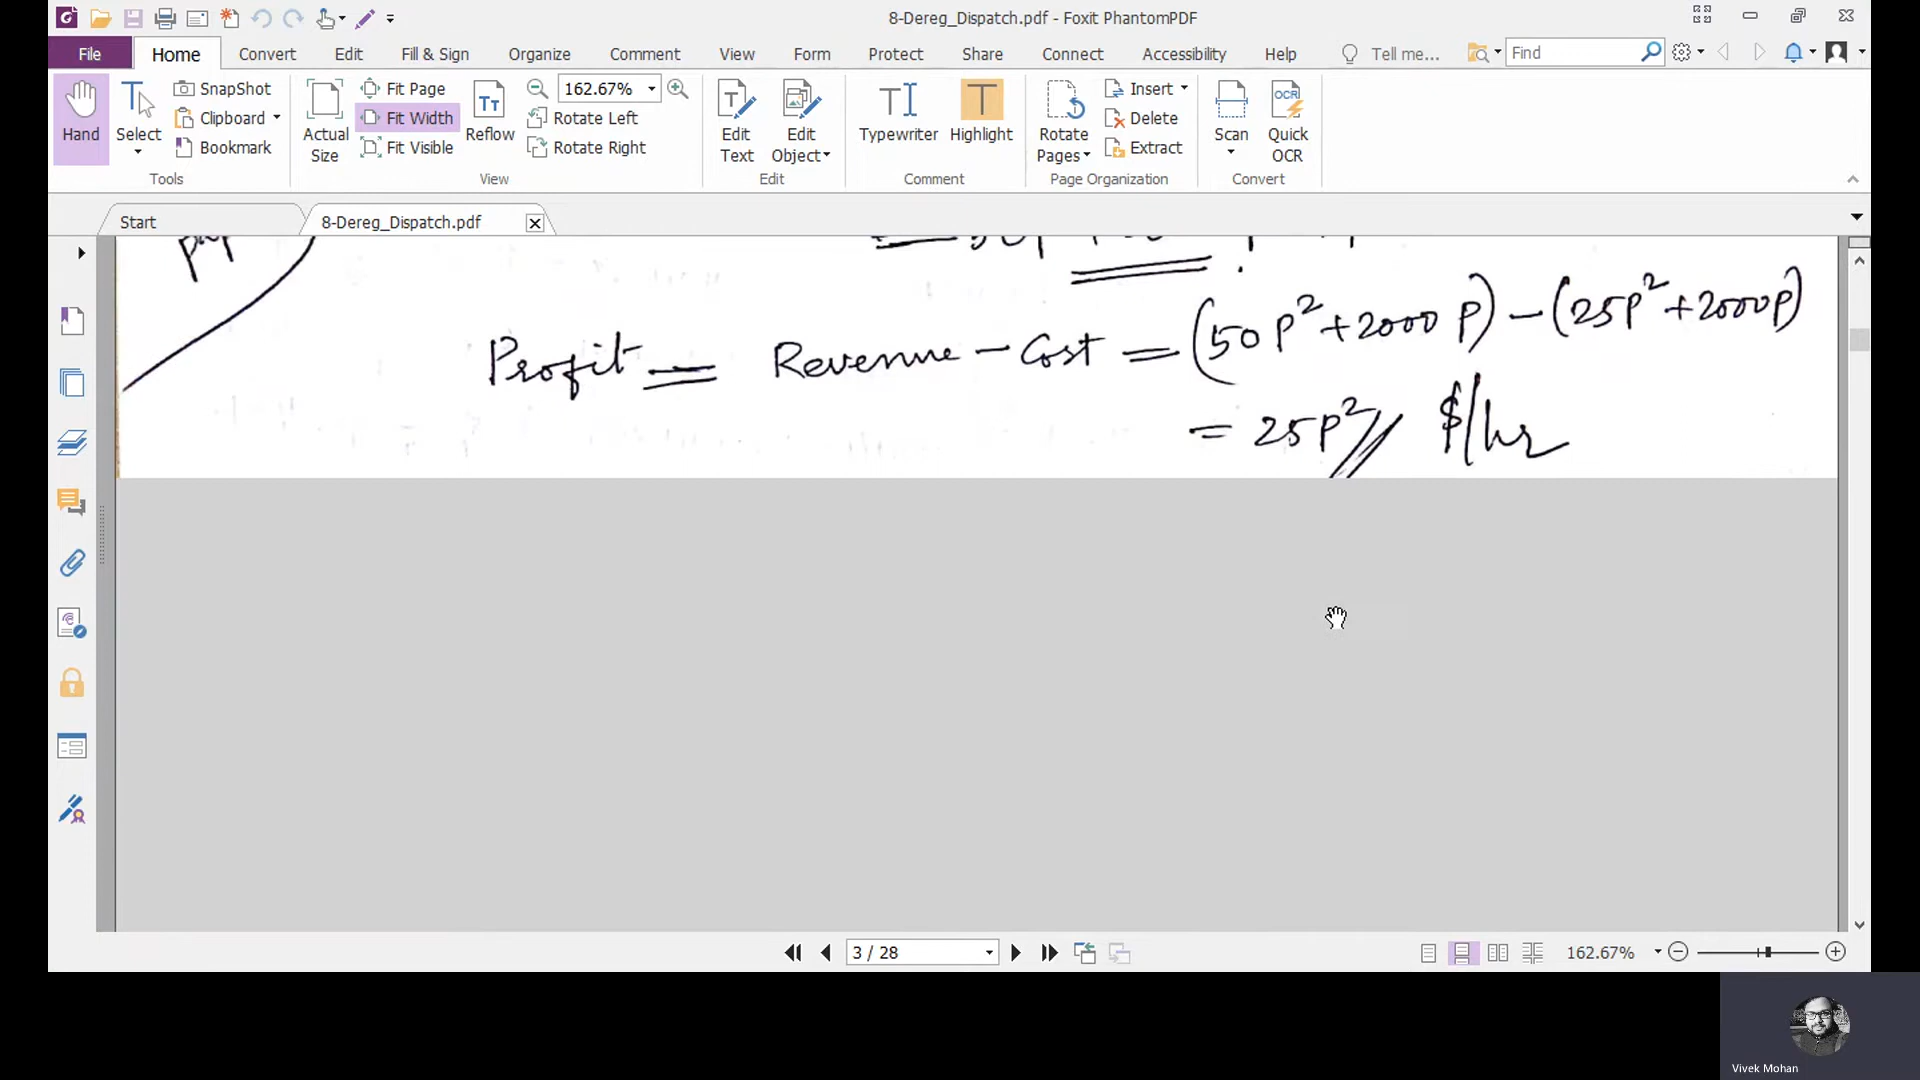 8-Dereg_Dispatch.pdf - Foxit PhantomPDF
File Home Convert Edit Fill & Sign Organize Comment View Form Protect Share Connect Accessibility Help Tell me... Find
Hand
Select
SnapShot
Clipboard
Bookmark
Tools
Actual Size
Fit Page
Fit Width
Fit Visible
Reflow
162.67%
Rotate Left
Rotate Right
View
Edit Text
Edit Object
Edit
Typewriter
Highlight
Comment
Rotate Pages
Insert
Delete
Extract
Page Organization
Scan
OCR
Quick OCR
Convert
Start
8-Dereg_Dispatch.pdf
Profit = Revenue - Cost = (50P²+2000P) - (25P²+2000P)
= 25P² // $/hr
3 / 28
162.67%
Vivek Mohan